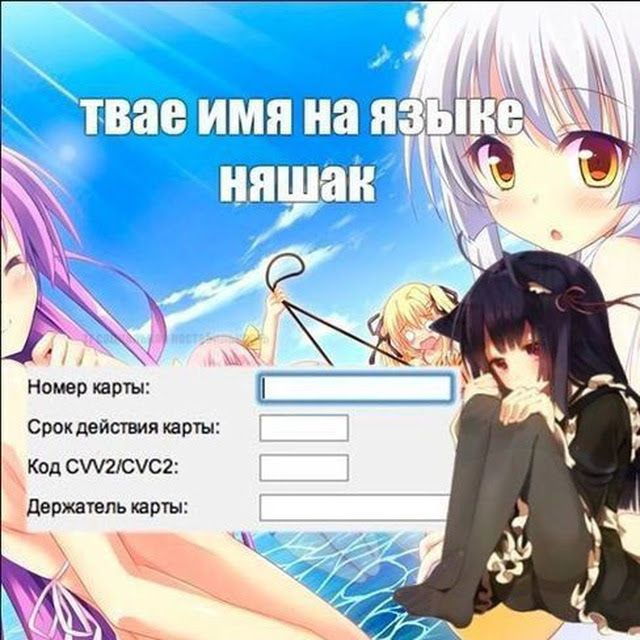 твае имя на языке
няшак
Номер карты:
Срок действия карты:
Код CVV2/CVC2:
Держатель карты: